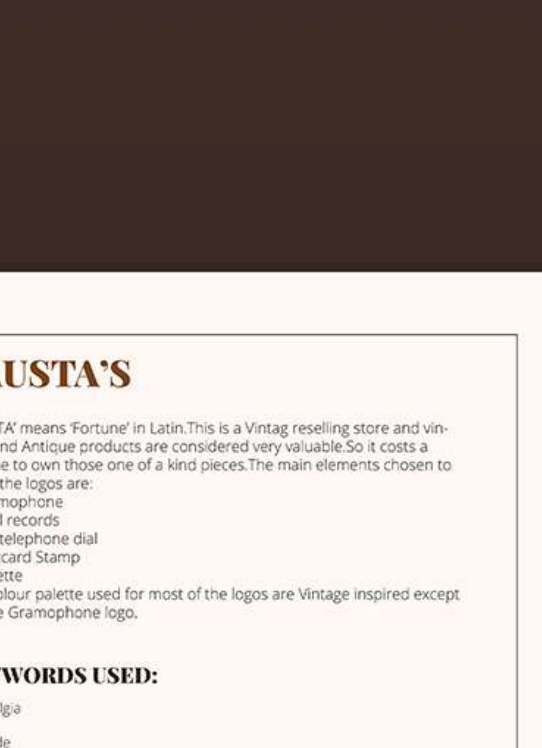 AUSTA'S
TA' means 'Fortune' in Latin.This is a Vintag reselling store and vin-
nd Antique products are considered very valuable.So it costs a
e to own those one of a kind pieces.The main elements chosen to
the logos are:
mophone
l records
telephone dial
card Stamp
ette
olour palette used for most of the logos are Vintage inspired except
e Gramophone logo.
YWORDS USED:
lgia
de